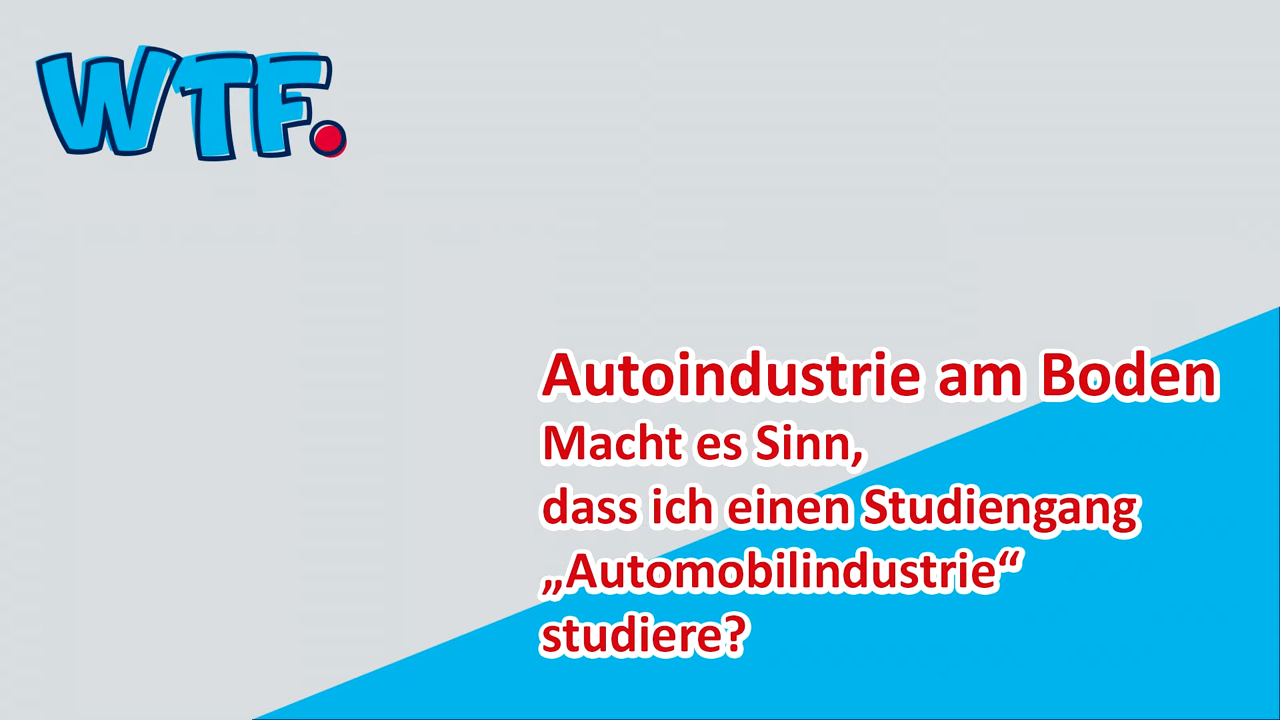 WTF.
Autoindustrie am Boden
Macht es Sinn,
dass ich einen Studiengang
„Automobilindustrie“
studiere?